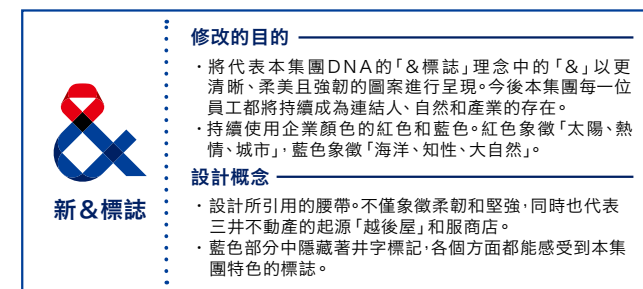 修改的目的
・將代表本集團DNA的「&標誌」理念中的「&」以更
清晰、柔美且強韌的圖案進行呈現。今後本集團每一位
員工都將持續成為連結人、自然和產業的存在。
・持續使用企業顏色的紅色和藍色。紅色象徵「太陽、熱
情、城市」,藍色象徵「海洋、知性、大自然」。
設計概念
・設計所引用的腰帶。不僅象徵柔韌和堅強,同時也代表
三井不動產的起源「越後屋」和服商店。
・藍色部分中隱藏著井字標記,各個方面都能感受到本集
團特色的標誌。
&
新&標誌